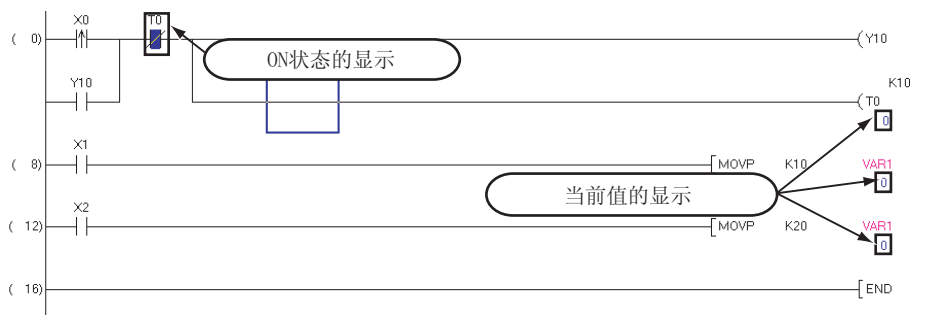 X0 T0
( 0) Y10
ON状态的显示
Y10 K10
T0
0
X1
( 8) MOVP K10 VAR1
0
当前值的显示
X2
( 12) MOVP K20 VAR1
0
( 16) END